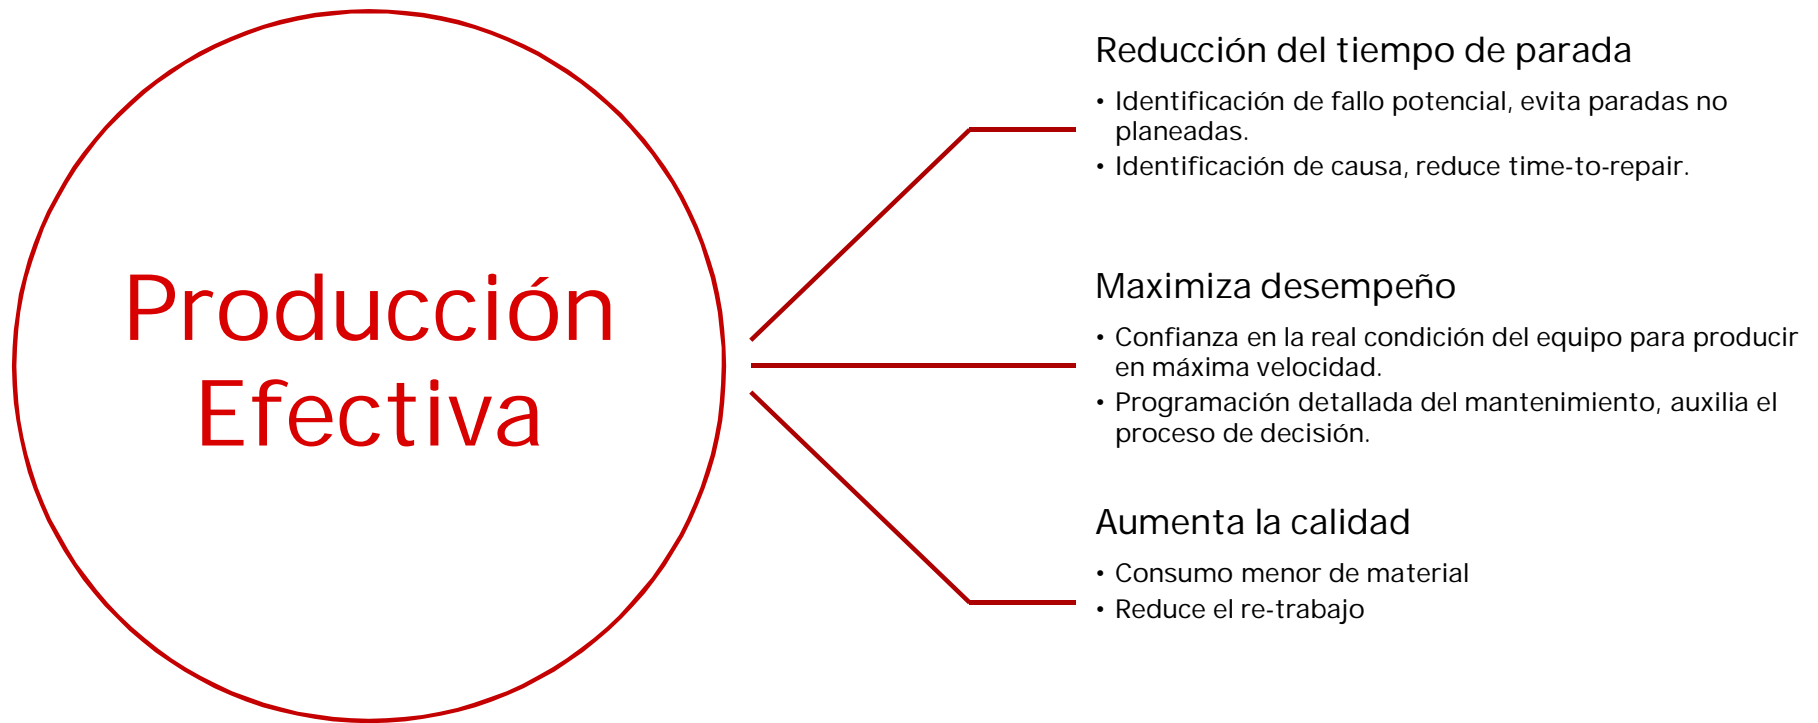 Producción
Efectiva
Reducción del tiempo de parada
• Identificación de fallo potencial, evita paradas no
planeadas.
• Identificación de causa, reduce time-to-repair.
Maximiza desempeño
• Confianza en la real condición del equipo para producir
en máxima velocidad.
• Programación detallada del mantenimiento, auxilia el
proceso de decisión.
Aumenta la calidad
• Consumo menor de material
• Reduce el re-trabajo